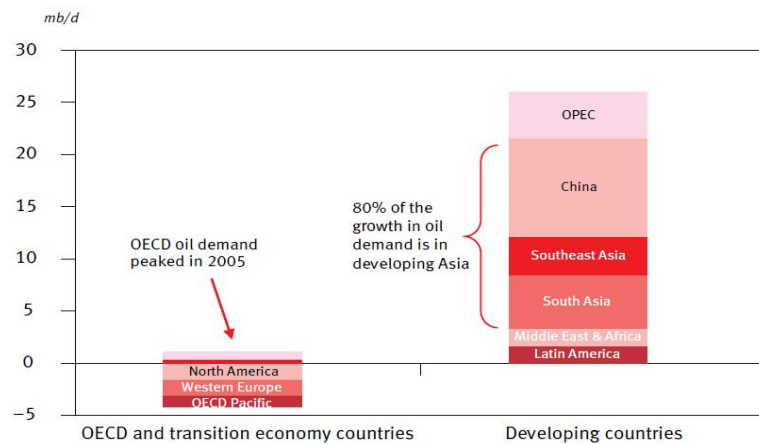 mb/d
30
25
20
15
10
5
0
−5
OECD oil demand
peaked in 2005
North America
Western Europe
OECD Pacific
80% of the
growth in oil
demand is in
developing Asia
OPEC
China
Southeast Asia
South Asia
Middle East & Africa
Latin America
OECD and transition economy countries
Developing countries